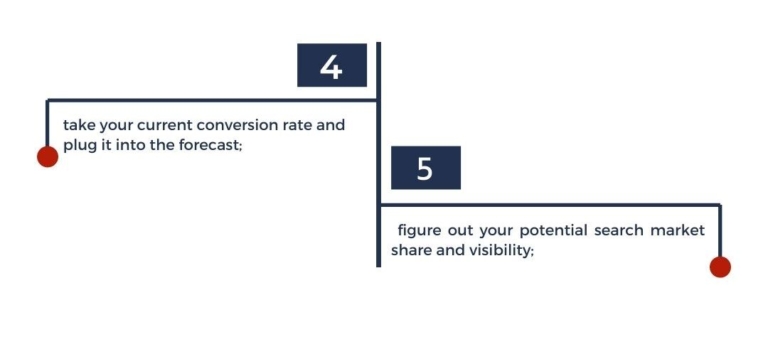 4
take your current conversion rate and
plug it into the forecast;
5
figure out your potential search market
share and visibility;